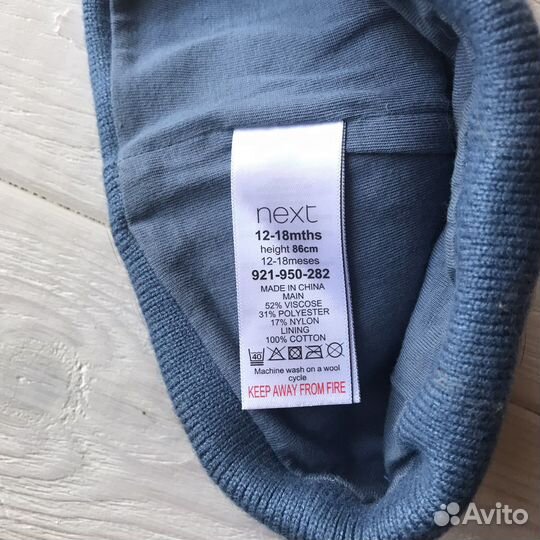 next
12-18mths
height 86cm
12-18meses
921-950-282
MADE IN CHINA
MAIN
52% VISCOSE
31% POLYESTER
17% NYLON
LINING
100% COTTON
40
Machine wash on a wool
cycle
KEEP AWAY FROM FIRE
Avito